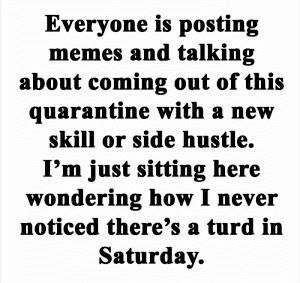 Everyone is posting
memes and talking
about coming out of this
quarantine with a new
skill or side hustle.
I'm just sitting here
wondering how I never
noticed there's a turd in
Saturday.